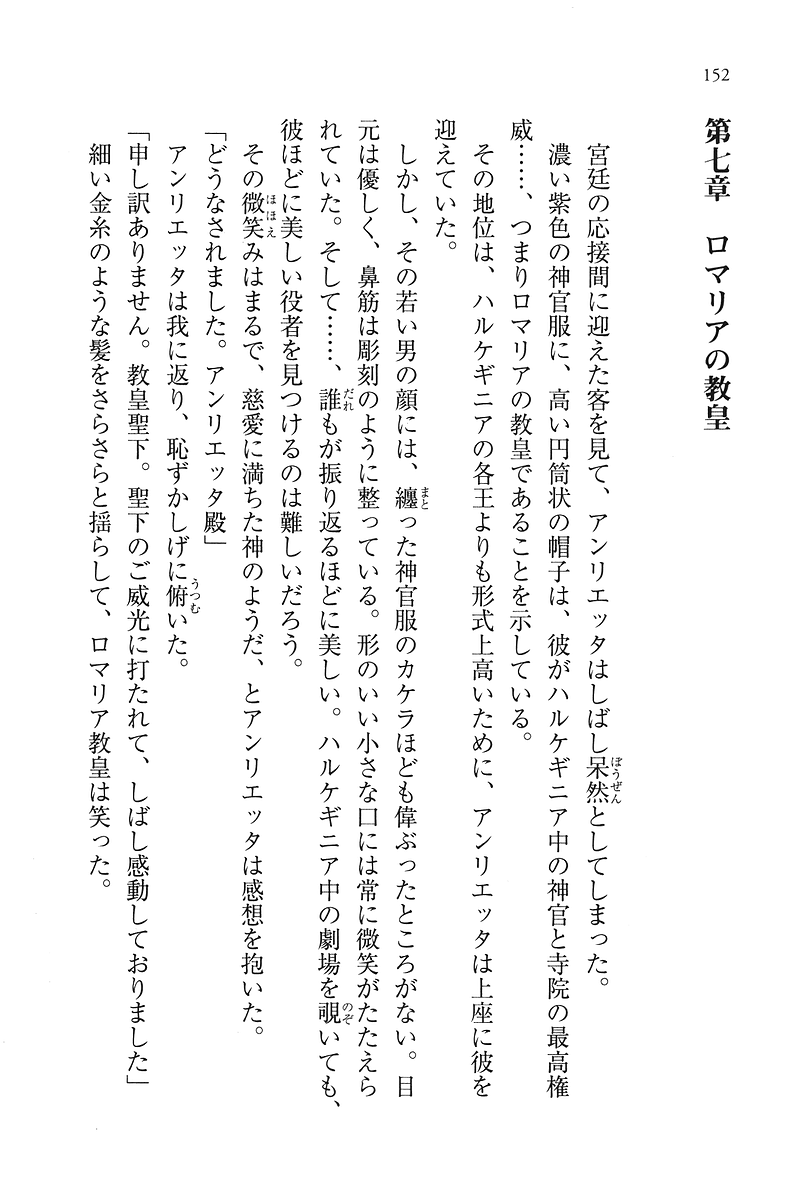 152
第七章　ロマリアの教皇
宮廷の応接間に迎えた客を見て、アンリエッタはしばし呆然としてしまった。
濃い紫色の神官服に、高い円筒状の帽子は、彼がハルケギニア中の神官と寺院の最高権
威……、つまりロマリアの教皇であることを示している。
その地位は、ハルケギニアの各王よりも形式上高いために、アンリエッタは上座に彼を
迎えていた。
しかし、その若い男の顔には、纏った神官服のカケラほども偉ぶったところがない。目
元は優しく、鼻筋は彫刻のように整っている。形のいい小さな口には常に微笑がたたえら
れていた。そして……、誰もが振り返るほどに美しい。ハルケギニア中の劇場を覗いても、
彼ほどに美しい役者を見つけるのは難しいだろう。
その微笑みはまるで、慈愛に満ちた神のようだ、とアンリエッタは感想を抱いた。
「どうなされました。アンリエッタ殿」
アンリエッタは我に返り、恥ずかしげに俯いた。
「申し訳ありません。教皇聖下。聖下のご威光に打たれて、しばし感動しておりました」
細い金糸のような髪をさらさらと揺らして、ロマリア教皇は笑った。